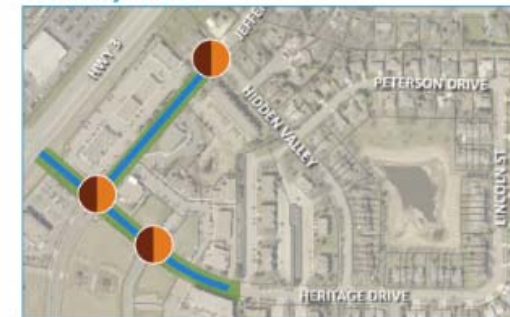 HWY 3
JEFFE
HIDDEN VALLEY
PETERSON DRIVE
LINCOLN ST
HERITAGE DRIVE